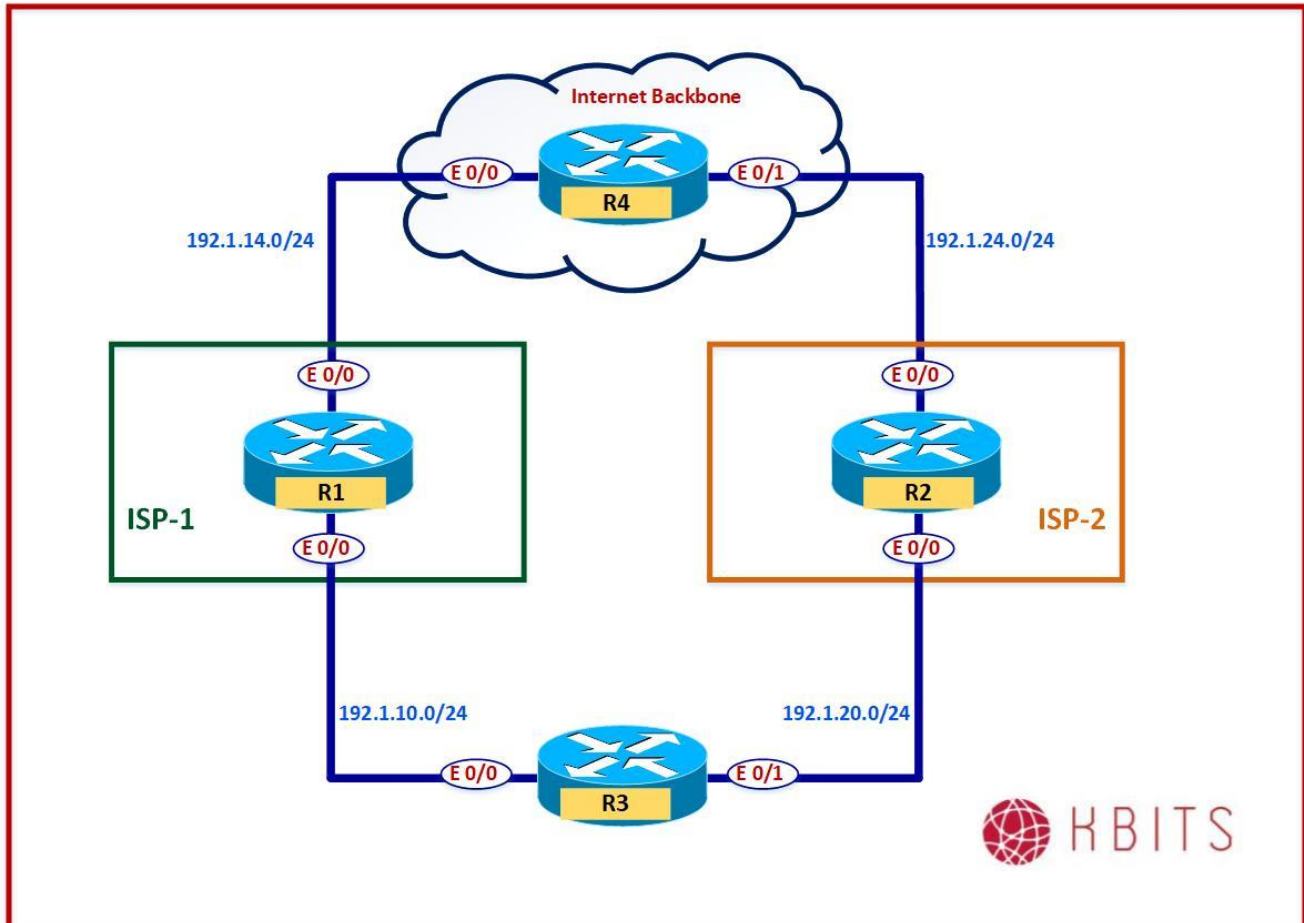 Internet Backbone
E 0/0
E 0/1
R4
192.1.14.0/24
192.1.24.0/24
E 0/0
E 0/0
R1
R2
ISP-1
ISP-2
E 0/0
E 0/0
192.1.10.0/24
192.1.20.0/24
E 0/0
E 0/1
R3
KBITS